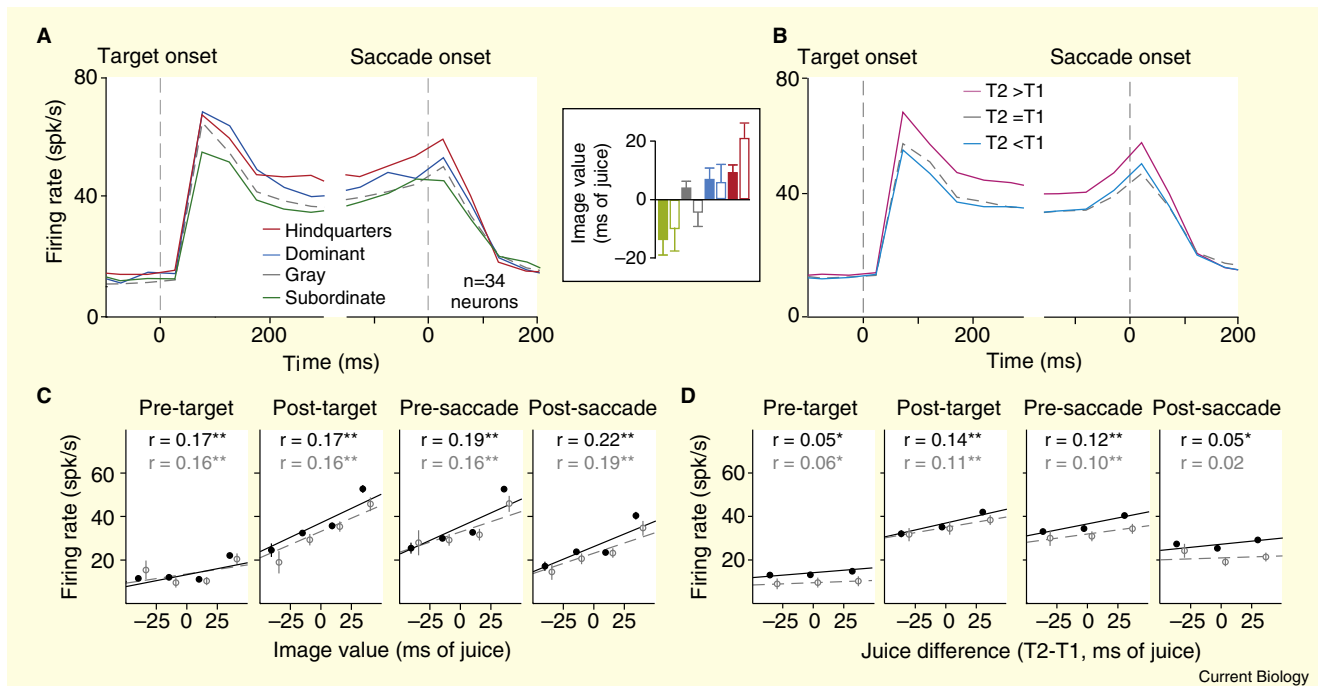 A
Target onset
Saccade onset
80
40
0
Firing rate (spk/s)
Hindquarters
Dominant
Gray
Subordinate
n=34
neurons
0
200
0
200
Time (ms)
Image value
(ms of juice)
20
0
−20
B
Target onset
Saccade onset
80
40
0
T2 >T1
T2 =T1
T2 <T1
0
200
0
200
Time (ms)
C
Pre-target
Post-target
Pre-saccade
Post-saccade
Firing rate (spk/s)
60
40
20
r = 0.17**
r = 0.16**
r = 0.17**
r = 0.16**
r = 0.19**
r = 0.16**
r = 0.22**
r = 0.19**
−25 0 25
−25 0 25
−25 0 25
−25 0 25
Image value (ms of juice)
D
Pre-target
Post-target
Pre-saccade
Post-saccade
Firing rate (spk/s)
60
40
20
r = 0.05*
r = 0.06*
r = 0.14**
r = 0.11**
r = 0.12**
r = 0.10**
r = 0.05*
r = 0.02
−25 0 25
−25 0 25
−25 0 25
−25 0 25
Juice difference (T2-T1, ms of juice)
Current Biology